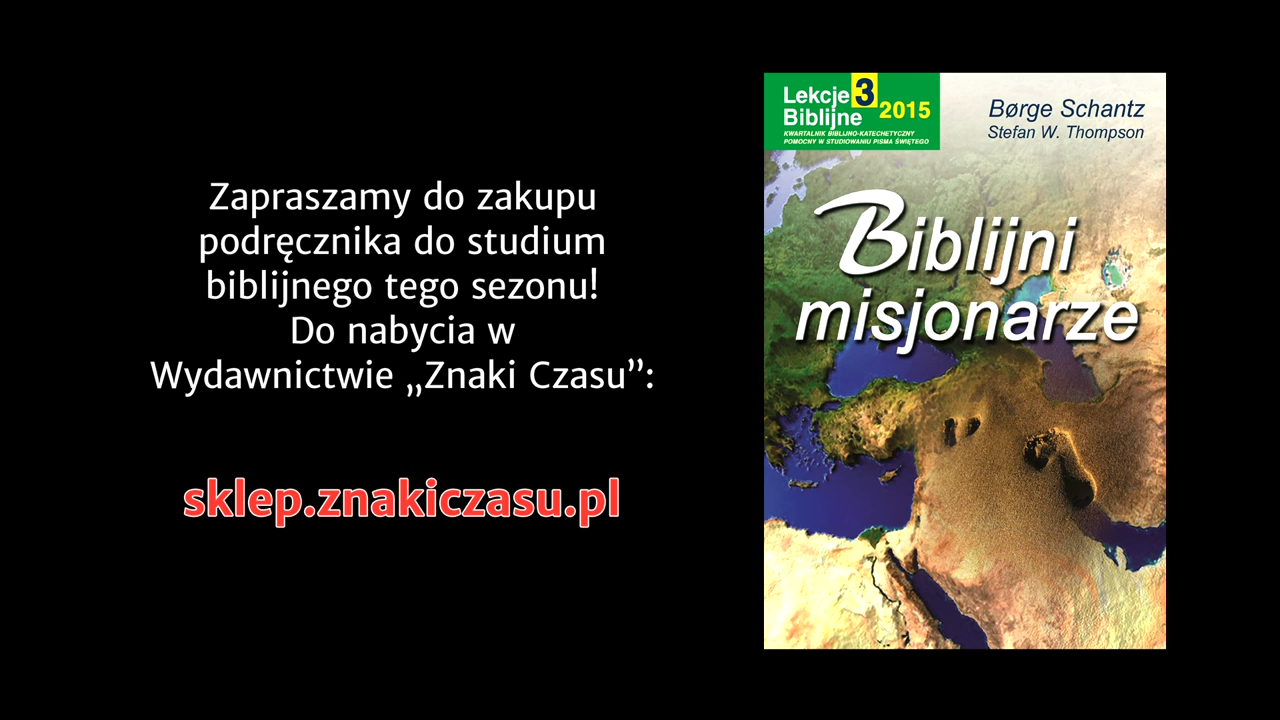 Zapraszamy do zakupu
podręcznika do studium
biblijnego tego sezonu!
Do nabycia w
Wydawnictwie „Znaki Czasu”:
sklep.znakiczasu.pl
Lekcje 3 2015
Biblijne
KWARTALNIK BIBLIJNO-KATECHETYCZNY
POMOCNY W STUDIOWANIU PISMA ŚWIĘTEGO
Børge Schantz
Stefan W. Thompson
Biblijni
misjonarze